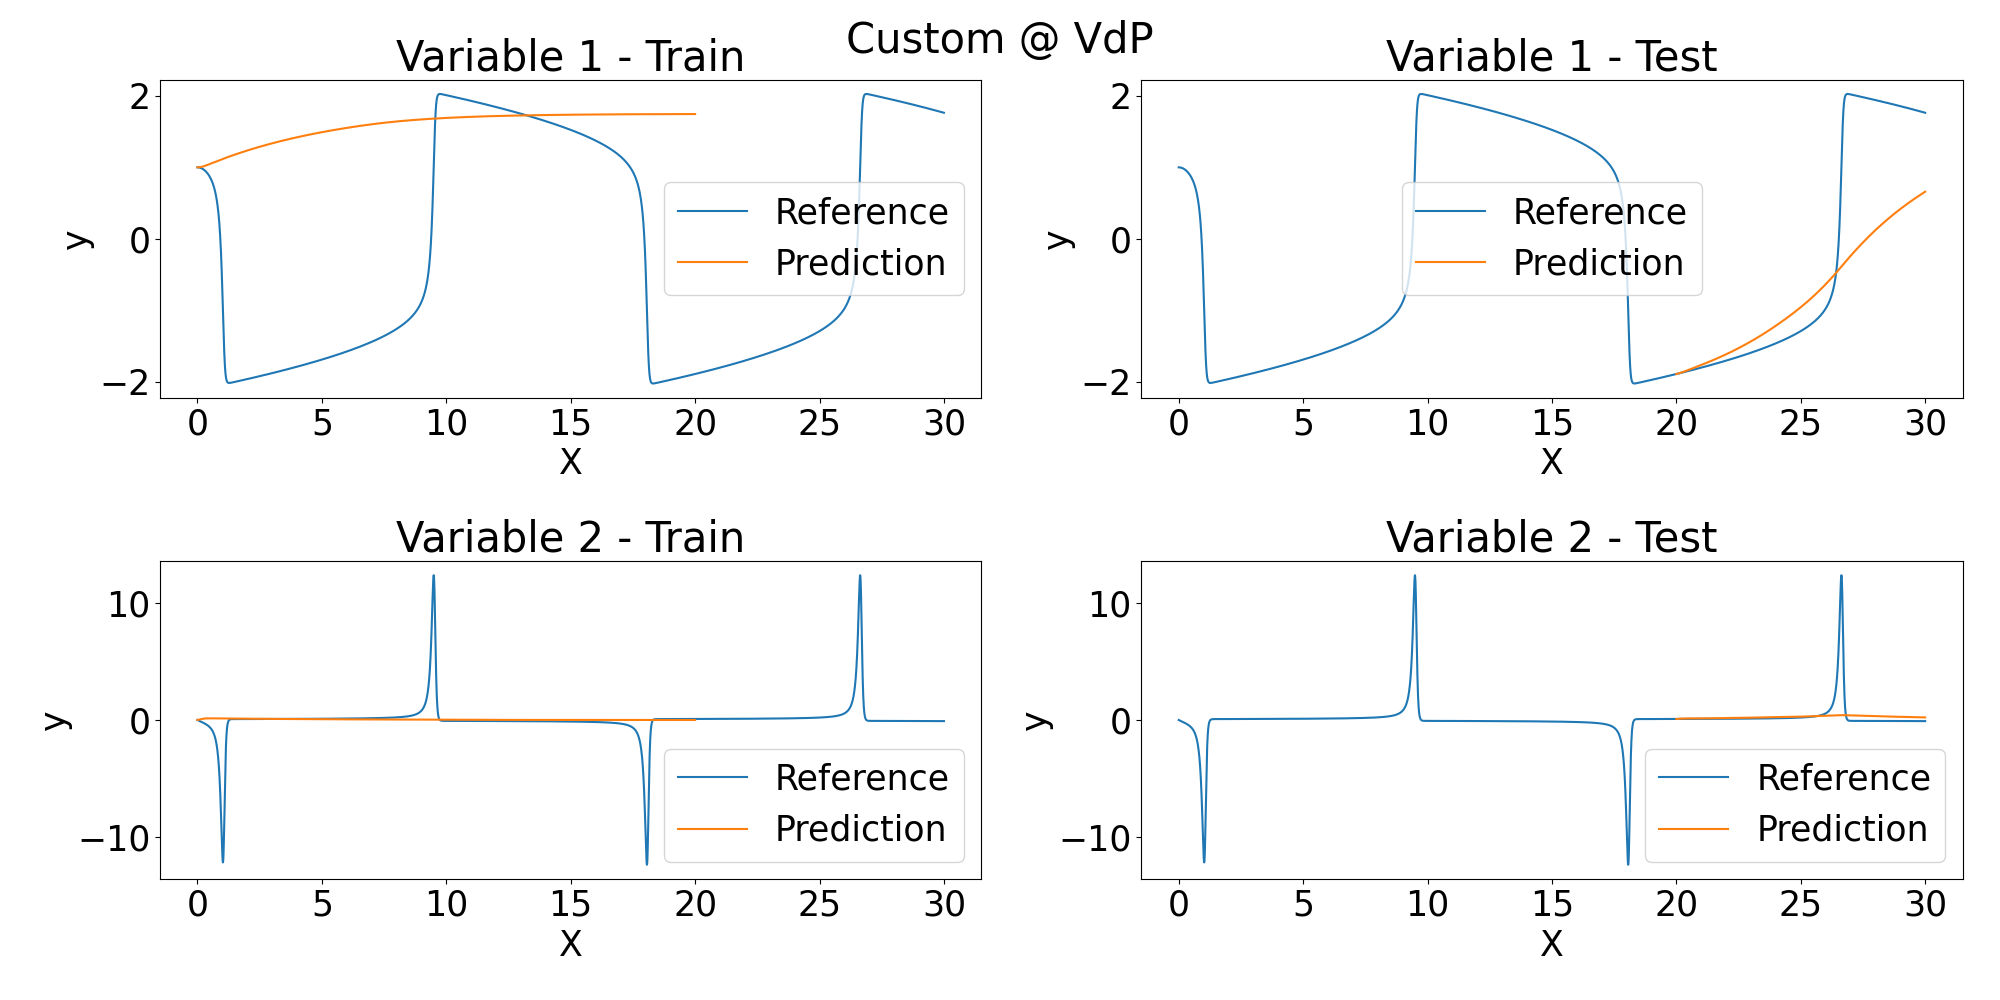 Custom @ VdP
Variable 1 - Train
2
0
−2
y
0 5 10 15 20 25 30
X
Reference
Prediction
Variable 1 - Test
2
0
−2
y
0 5 10 15 20 25 30
X
Reference
Prediction
Variable 2 - Train
10
0
−10
y
0 5 10 15 20 25 30
X
Reference
Prediction
Variable 2 - Test
10
0
−10
y
0 5 10 15 20 25 30
X
Reference
Prediction